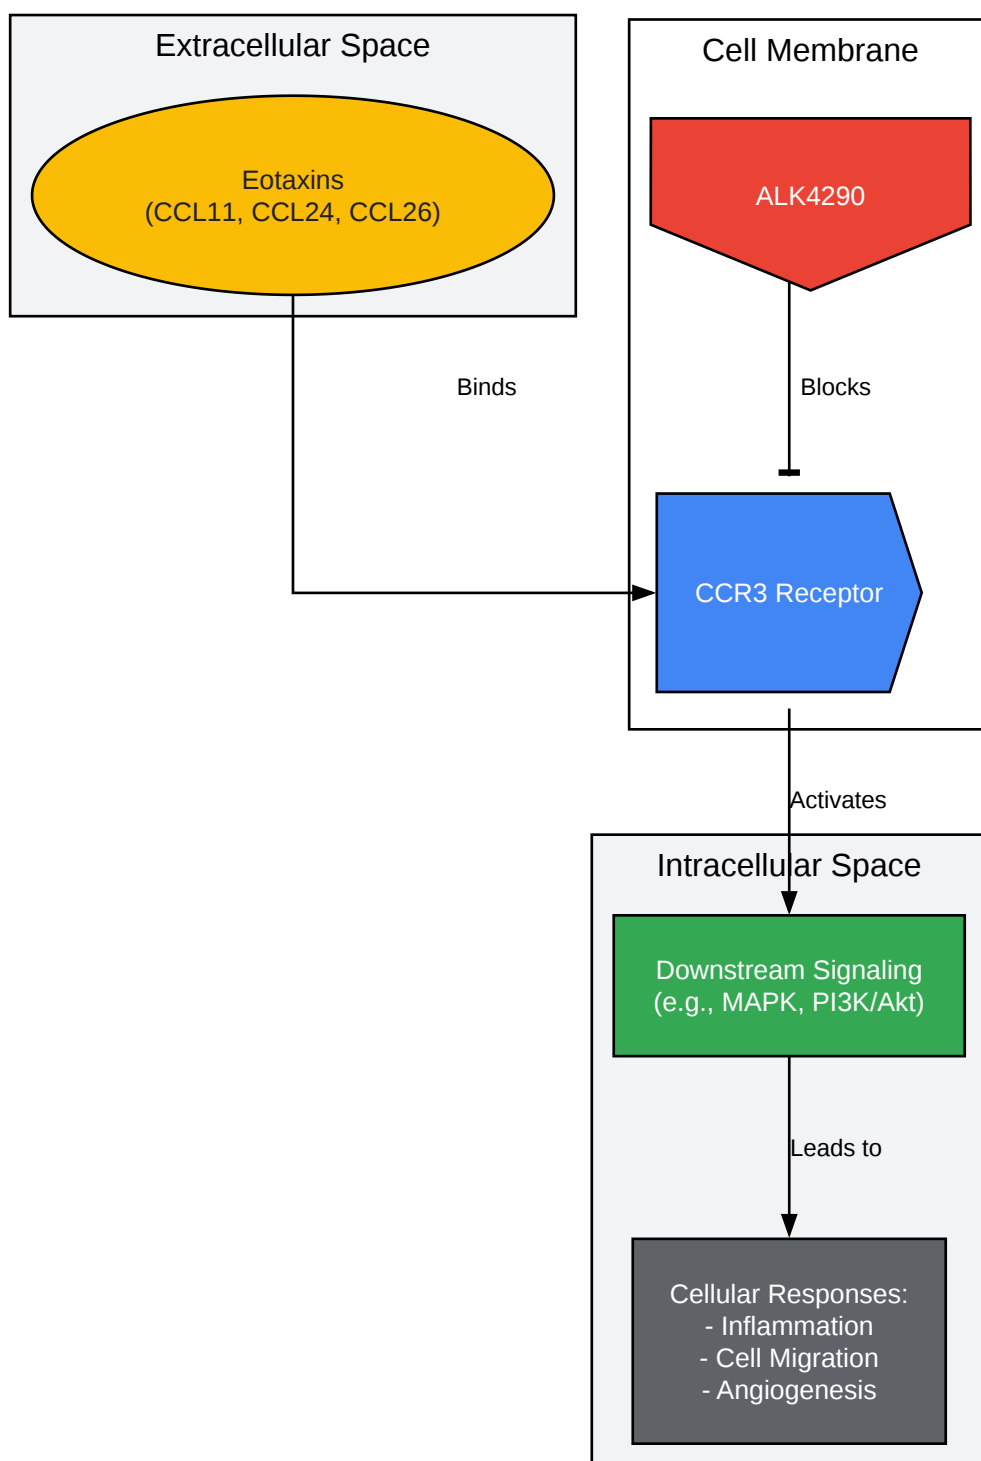 Extracellular Space
Eotaxins
(CCL11, CCL24, CCL26)
Cell Membrane
ALK4290
Binds
Blocks
CCR3 Receptor
Activates
Intracellular Space
Downstream Signaling
(e.g., MAPK, PI3K/Akt)
Leads to
Cellular Responses:
- Inflammation
- Cell Migration
- Angiogenesis